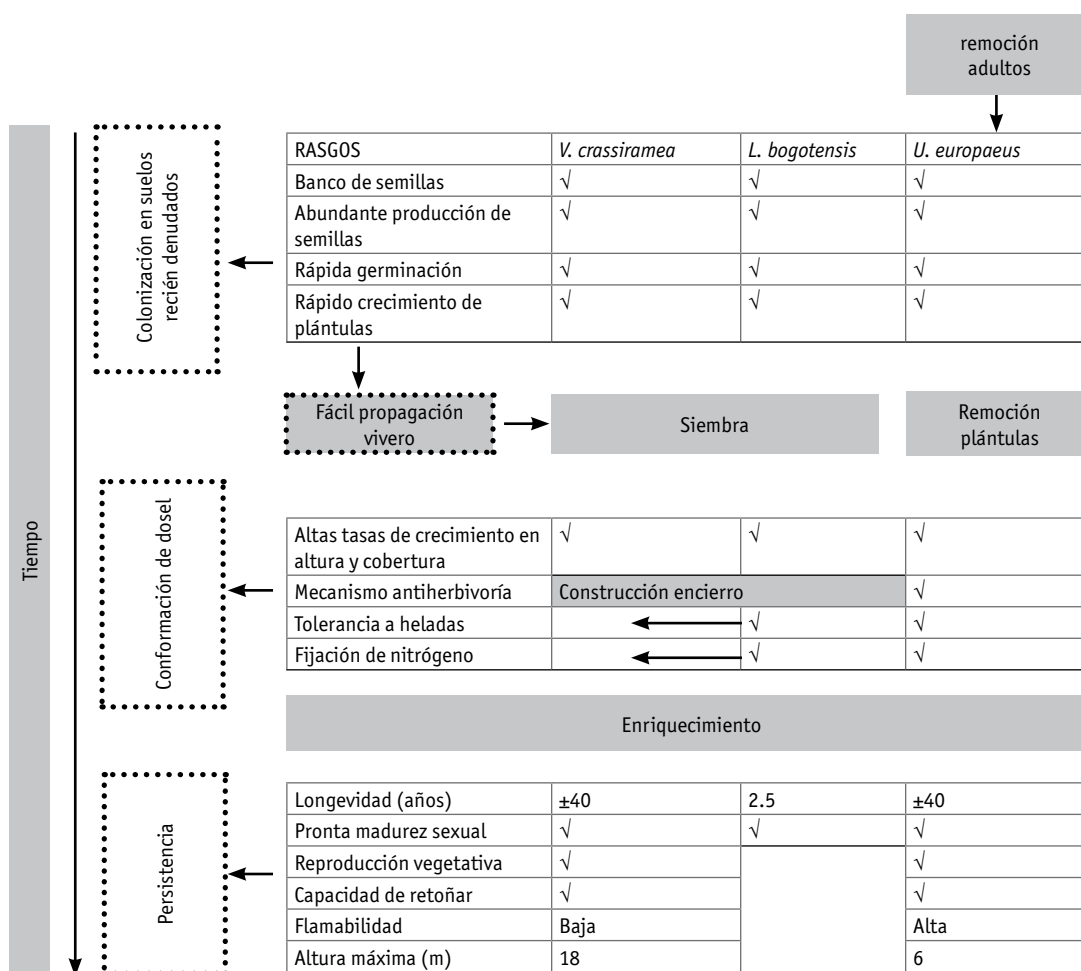 remoción
adultos
Tiempo
Colonización en suelos
recién denudados
RASGOS V. crassiramea L. bogotensis U. europaeus
Banco de semillas √ √ √
Abundante producción de √ √ √
semillas
Rápida germinación √ √ √
Rápido crecimiento de √ √ √
plántulas
Fácil propagación
vivero
Siembra
Remoción
plántulas
Conformación de dosel
Altas tasas de crecimiento en √ √ √
altura y cobertura
Mecanismo antiherbivoría Construcción encierro √
Tolerancia a heladas √ √
Fijación de nitrógeno √ √
Enriquecimiento
Persistencia
Longevidad (años) ±40 2.5 ±40
Pronta madurez sexual √ √ √
Reproducción vegetativa √ √
Capacidad de retoñar √ √
Flamabilidad Baja Alta
Altura máxima (m) 18 6